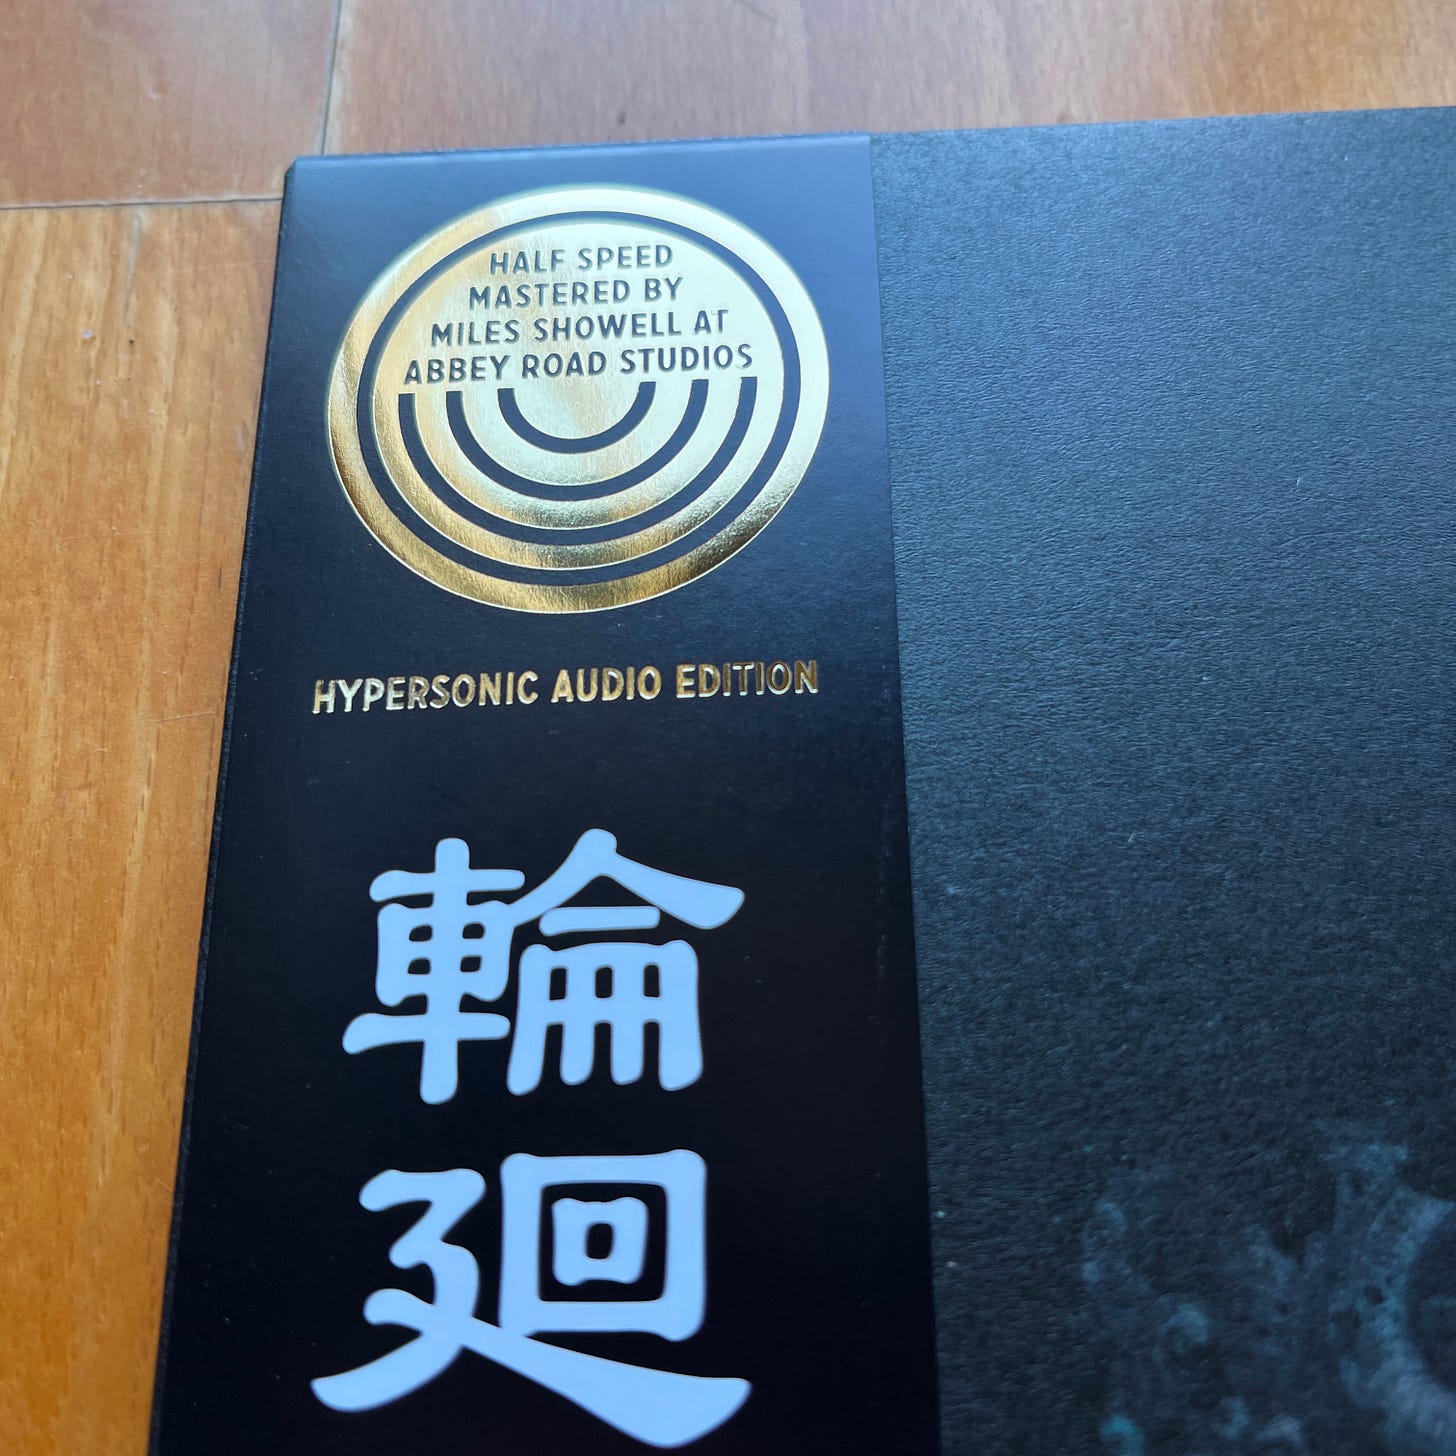 HALF SPEED
MASTERED BY
MILES SHOWELL AT
ABBEY ROAD STUDIOS
HYPERSONIC AUDIO EDITION
輪
廻